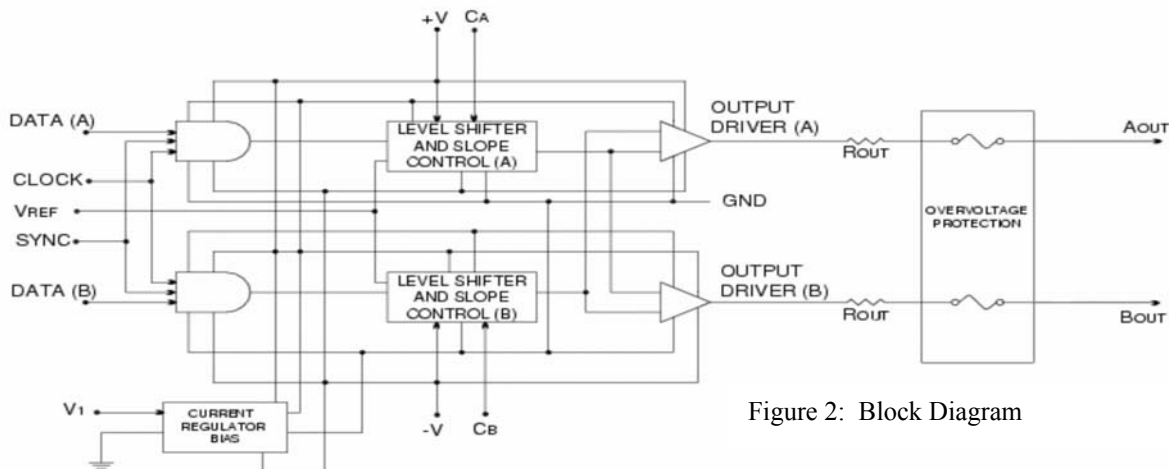 +V
CA
DATA (A)
LEVEL SHIFTER
AND SLOPE
CONTROL (A)
OUTPUT
DRIVER (A)
ROUT
AOUT
CLOCK
GND
VREF
OVERVOLTAGE
PROTECTION
SYNC
DATA (B)
LEVEL SHIFTER
AND SLOPE
CONTROL (B)
OUTPUT
DRIVER (B)
ROUT
BOUT
V1
CURRENT
REGULATOR
BIAS
-V
CB
Figure 2: Block Diagram